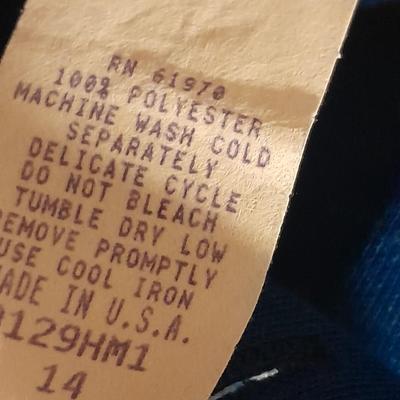 RN 61970
100% POLYESTER
MACHINE WASH COLD
SEPARATELY
DELICATE CYCLE
DO NOT BLEACH
TUMBLE DRY LOW
REMOVE PROMPTLY
USE COOL IRON
MADE IN U.S.A.
129HM1
14